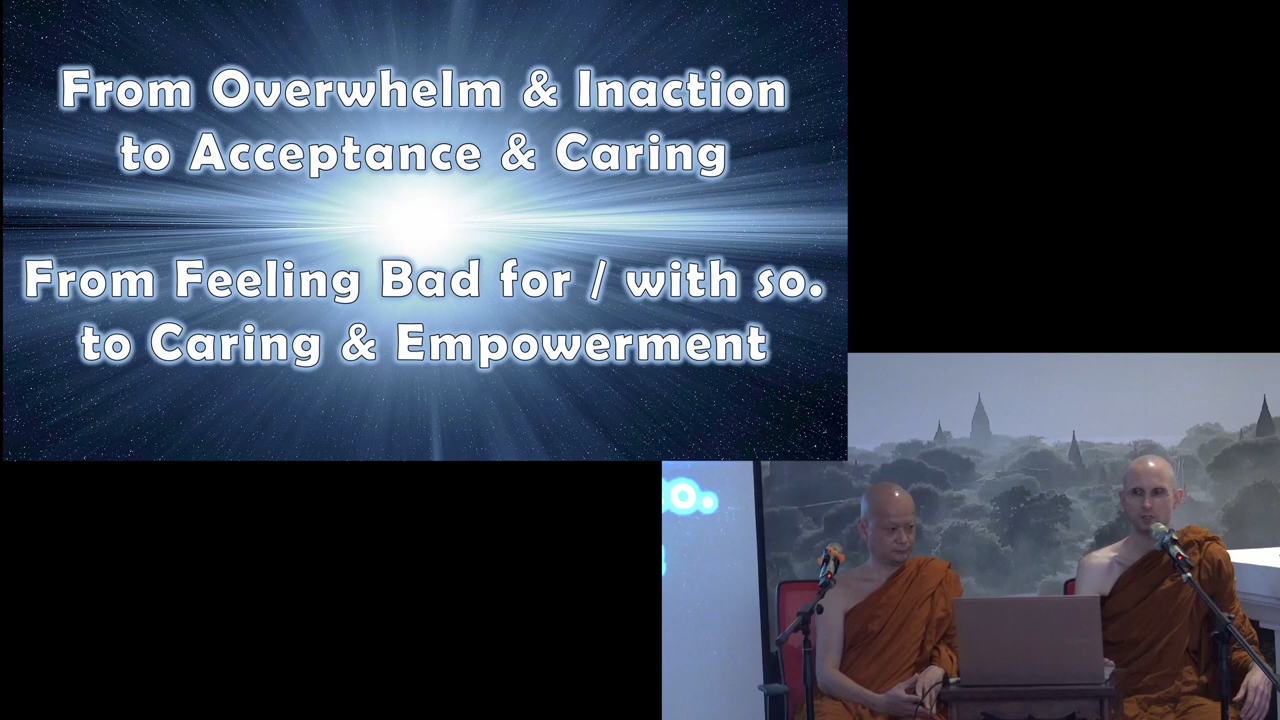 From Overwhelm & Inaction
to Acceptance & Caring
From Feeling Bad for / with so.
to Caring & Empowerment
o.